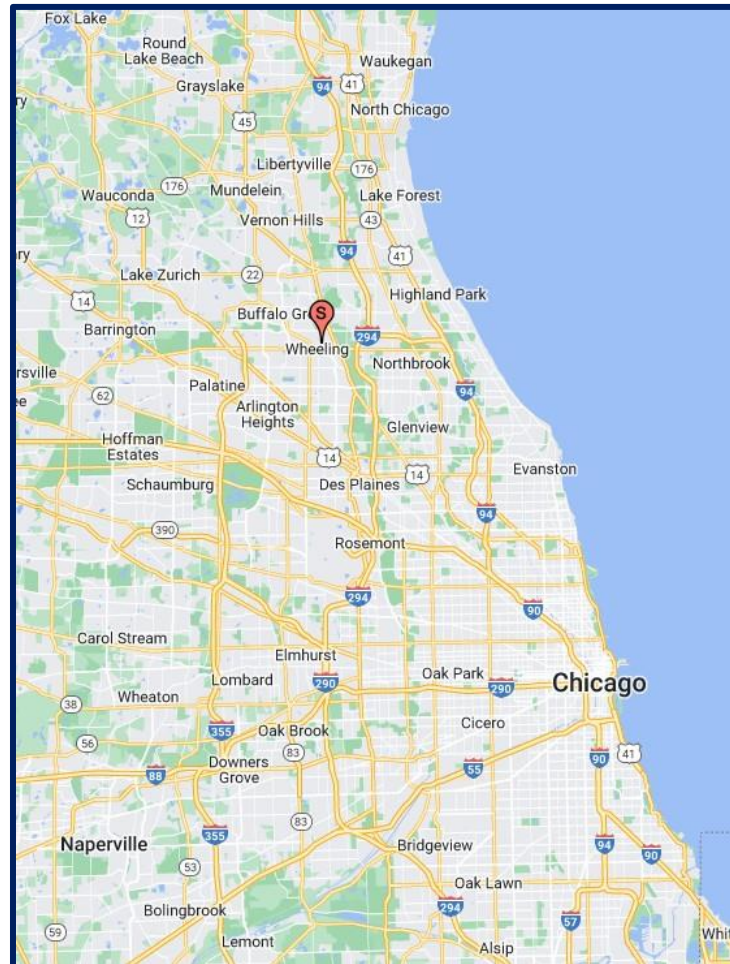 Fox Lake
Round
Lake Beach
Waukegan
Grayslake
94
41
North Chicago
45
Libertyville
176
176
Mundelein
Lake Forest
Wauconda
12
Vernon Hills
43
94
41
Lake Zurich
22
14
Highland Park
Buffalo Gr
S
Barrington
294
Wheeling
Northbrook
Palatine
94
62
Arlington
Heights
Glenview
Hoffman
Estates
14
14
Evanston
Schaumburg
Des Plaines
94
390
Rosemont
294
90
Carol Stream
Elmhurst
Oak Park
Lombard
290
290
Chicago
Wheaton
38
Cicero
355
Oak Brook
56
83
41
Downers
Grove
88
55
90
83
355
Naperville
Bridgeview
94
90
53
Oak Lawn
Bolingbrook
294
57
59
Lemont
Alsip
Whit